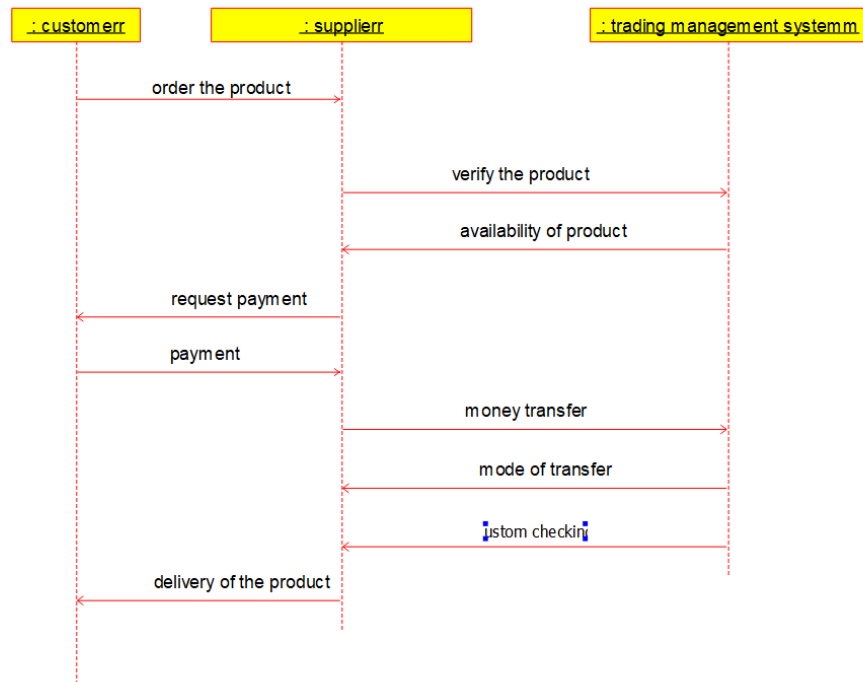 : customerr
: supplierr
: trading management systemm
order the product
verify the product
availability of product
request payment
payment
money transfer
mode of transfer
ustom checkin
delivery of the product